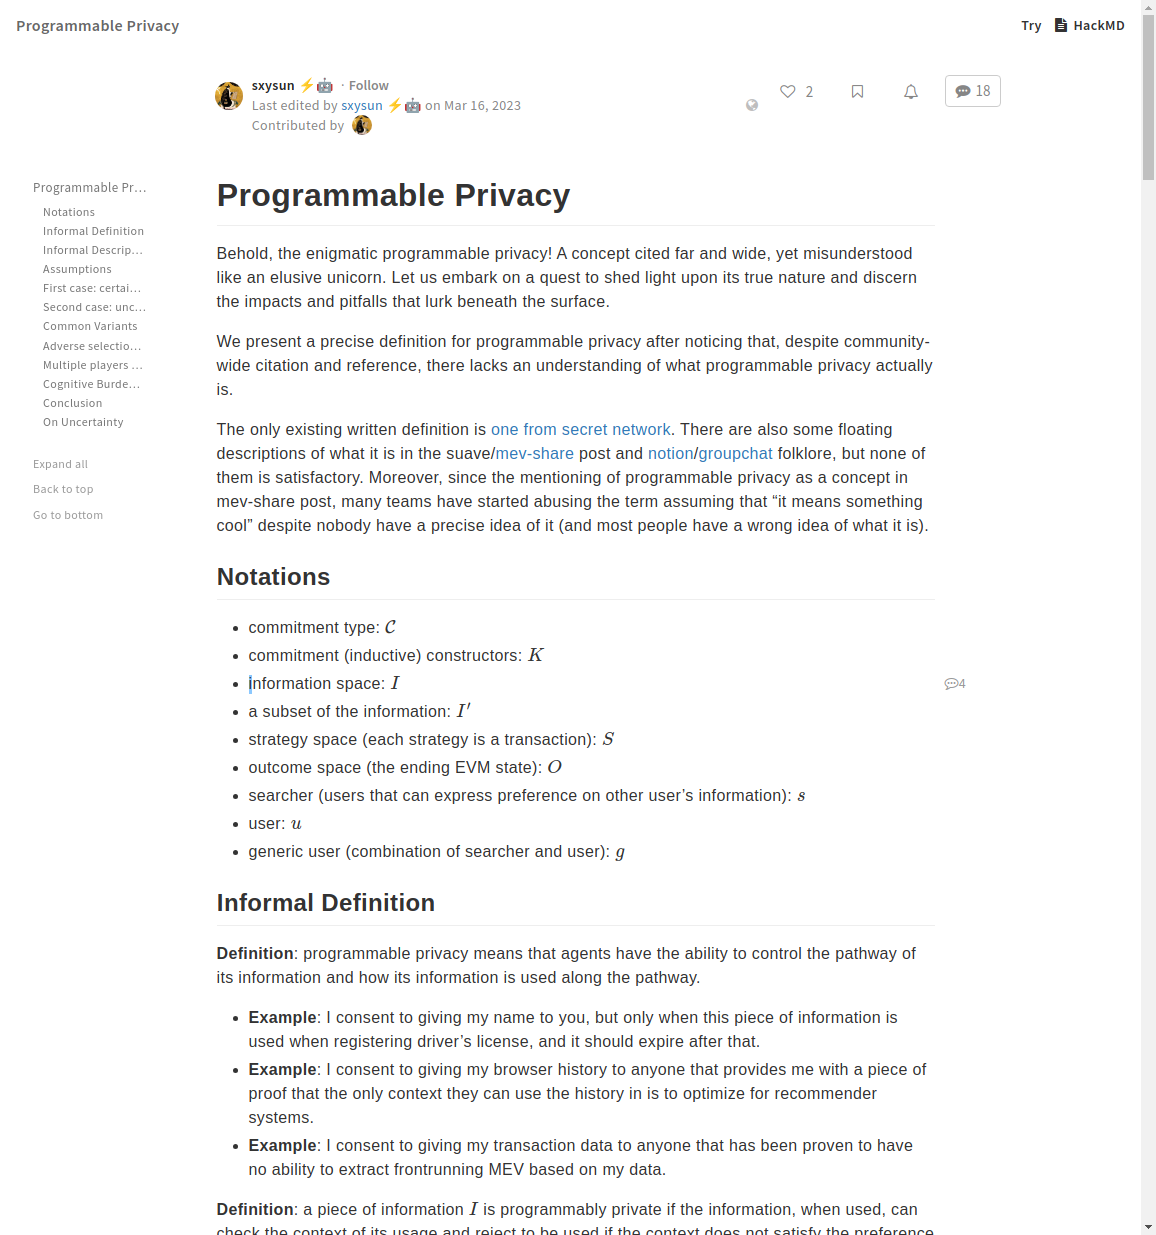 Programmable Privacy
Try HackMD
sxysun ⚡🤖 · Follow
Last edited by sxysun ⚡🤖 on Mar 16, 2023
Contributed by
2
18
Programmable Pr…
Notations
Informal Definition
Informal Descrip…
Assumptions
First case: certai…
Second case: unc…
Common Variants
Adverse selectio…
Multiple players …
Cognitive Burde…
Conclusion
On Uncertainty
Expand all
Back to top
Go to bottom
Programmable Privacy
Behold, the enigmatic programmable privacy! A concept cited far and wide, yet misunderstood
like an elusive unicorn. Let us embark on a quest to shed light upon its true nature and discern
the impacts and pitfalls that lurk beneath the surface.
We present a precise definition for programmable privacy after noticing that, despite community-
wide citation and reference, there lacks an understanding of what programmable privacy actually
is.
The only existing written definition is one from secret network. There are also some floating
descriptions of what it is in the suave/mev-share post and notion/groupchat folklore, but none of
them is satisfactory. Moreover, since the mentioning of programmable privacy as a concept in
mev-share post, many teams have started abusing the term assuming that “it means something
cool” despite nobody have a precise idea of it (and most people have a wrong idea of what it is).
Notations
• commitment type: 𝒞
• commitment (inductive) constructors: K
• information space: I
4
• a subset of the information: I′
• strategy space (each strategy is a transaction): S
• outcome space (the ending EVM state): O
• searcher (users that can express preference on other user’s information): s
• user: u
• generic user (combination of searcher and user): g
Informal Definition
Definition: programmable privacy means that agents have the ability to control the pathway of
its information and how its information is used along the pathway.
• Example: I consent to giving my name to you, but only when this piece of information is
used when registering driver’s license, and it should expire after that.
• Example: I consent to giving my browser history to anyone that provides me with a piece of
proof that the only context they can use the history in is to optimize for recommender
systems.
• Example: I consent to giving my transaction data to anyone that has been proven to have
no ability to extract frontrunning MEV based on my data.
Definition: a piece of information I is programmably private if the information, when used, can
check the context of its usage and reject to be used if the context does not satisfy the preference